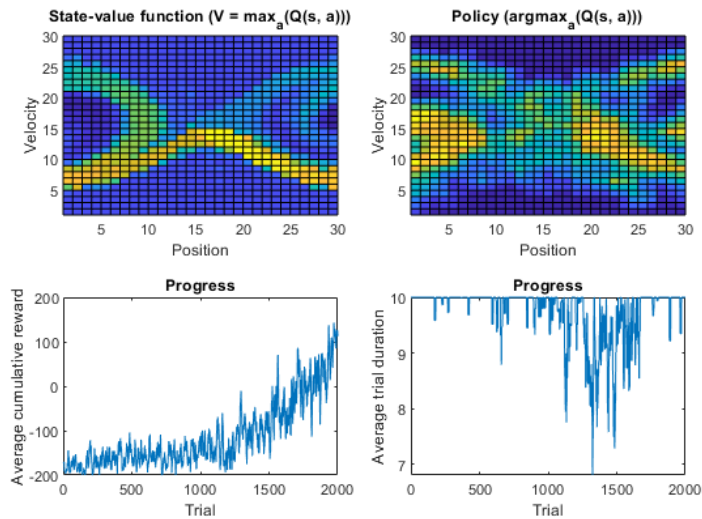 State-value function (V = max_a(Q(s, a)))
30
25
20
15
10
5
Velocity
5 10 15 20 25 30
Position
Policy (argmax_a(Q(s, a)))
30
25
20
15
10
5
Velocity
5 10 15 20 25 30
Position
Progress
200
100
0
-100
-200
Average cumulative reward
0 500 1000 1500 2000
Trial
Progress
10
9
8
7
Average trial duration
0 500 1000 1500 2000
Trial